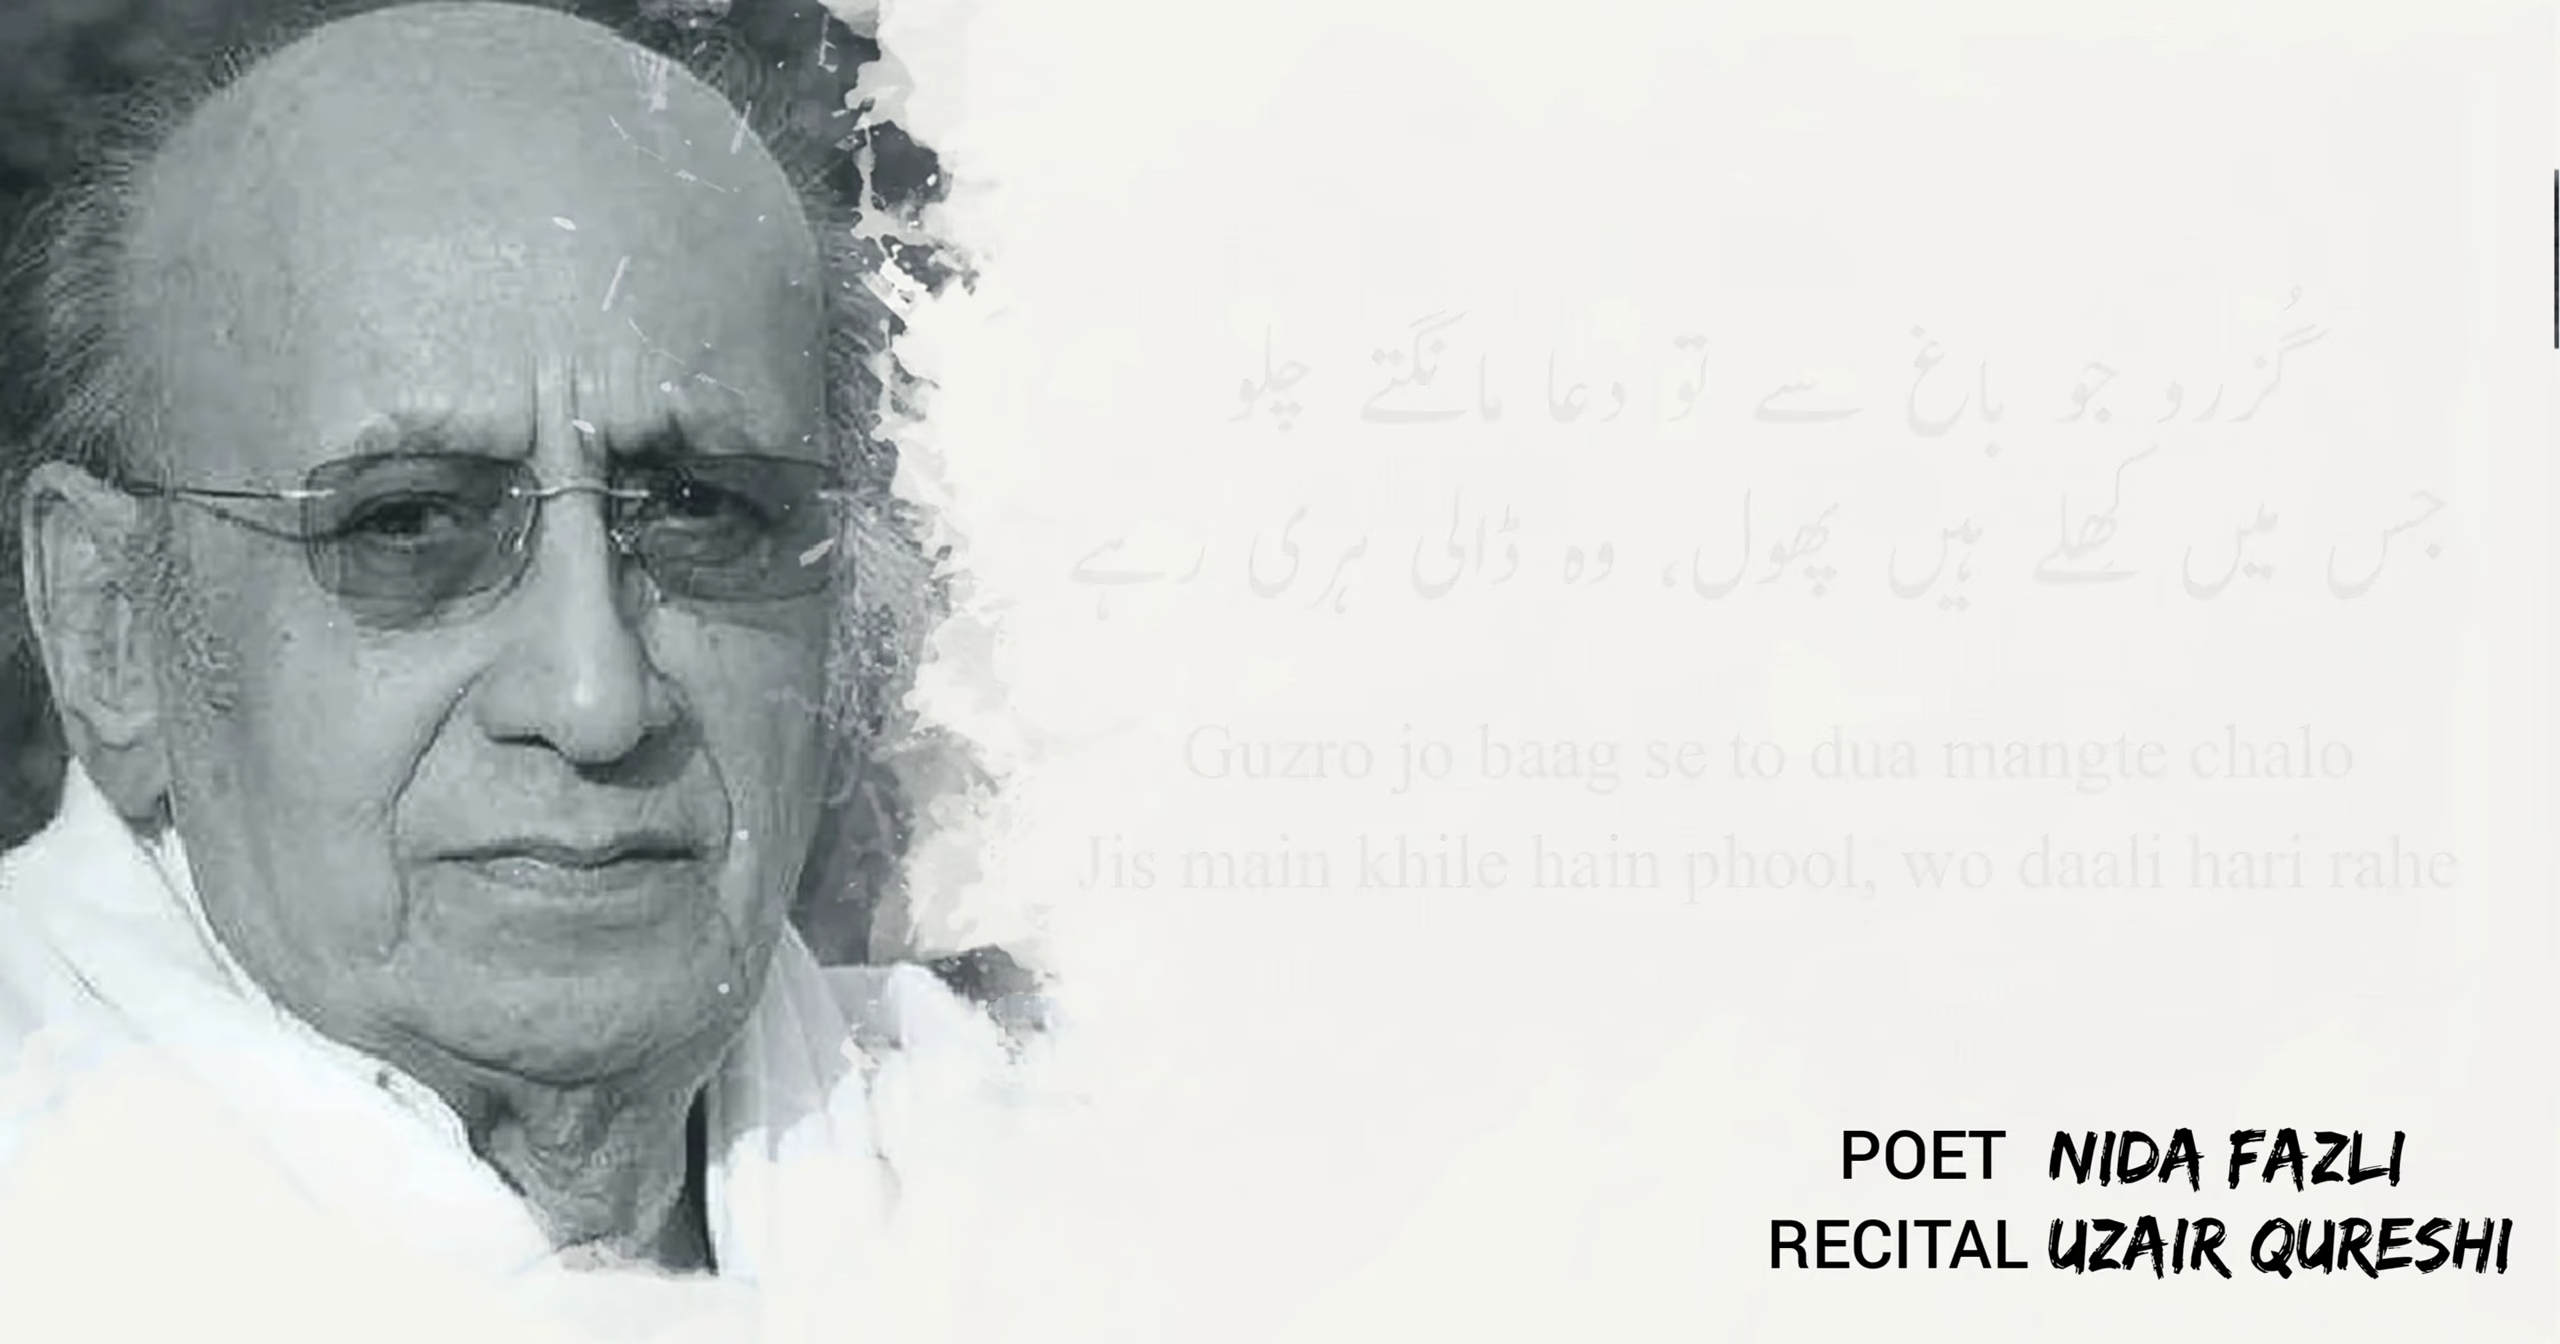 گُزرو جو باغ سے تو دعا مانگتے چلو
جس میں کھلے ہیں پھول، وہ ڈالی ہری رہے
Guzro jo baag se to dua mangte chalo
Jis main khile hain phool, wo daali hari rahe
POET NIDA FAZLI
RECITAL UZAIR QURESHI